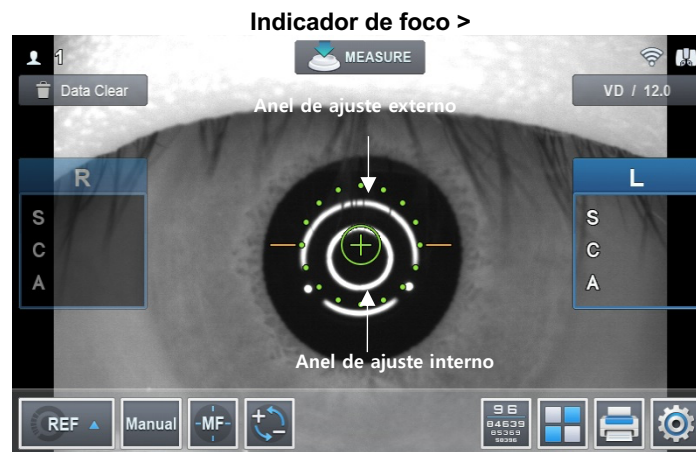 Indicador de foco >
1
MEASURE
Data Clear
VD / 12.0
Anel de ajuste externo
R
L
S
S
C
C
A
A
Anel de ajuste interno
REF
Manual
-MF-
+
−
96
84639
85369
58396